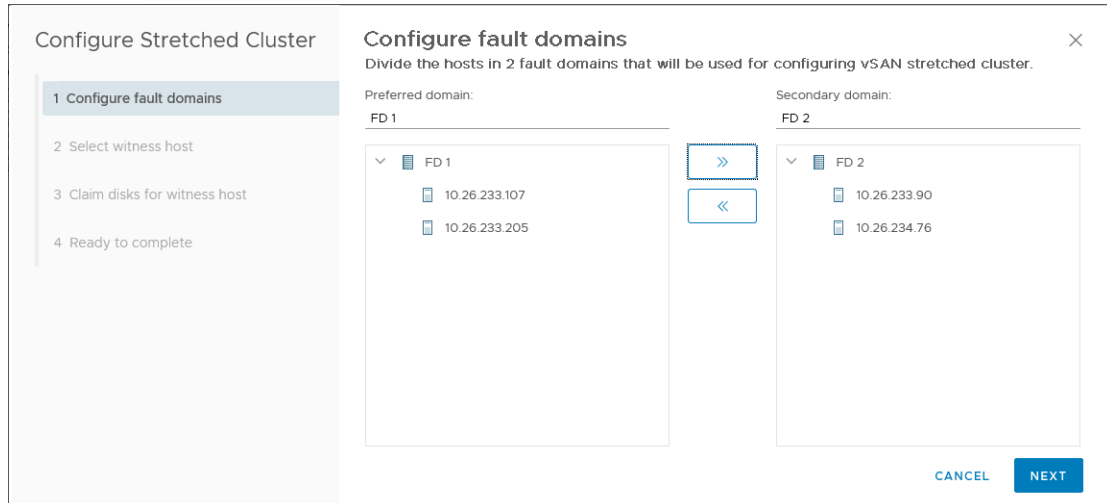 Configure Stretched Cluster
1 Configure fault domains
2 Select witness host
3 Claim disks for witness host
4 Ready to complete
Configure fault domains
Divide the hosts in 2 fault domains that will be used for configuring vSAN stretched cluster.
Preferred domain:
FD 1
FD 1
10.26.233.107
10.26.233.205
Secondary domain:
FD 2
FD 2
10.26.233.90
10.26.234.76
CANCEL
NEXT